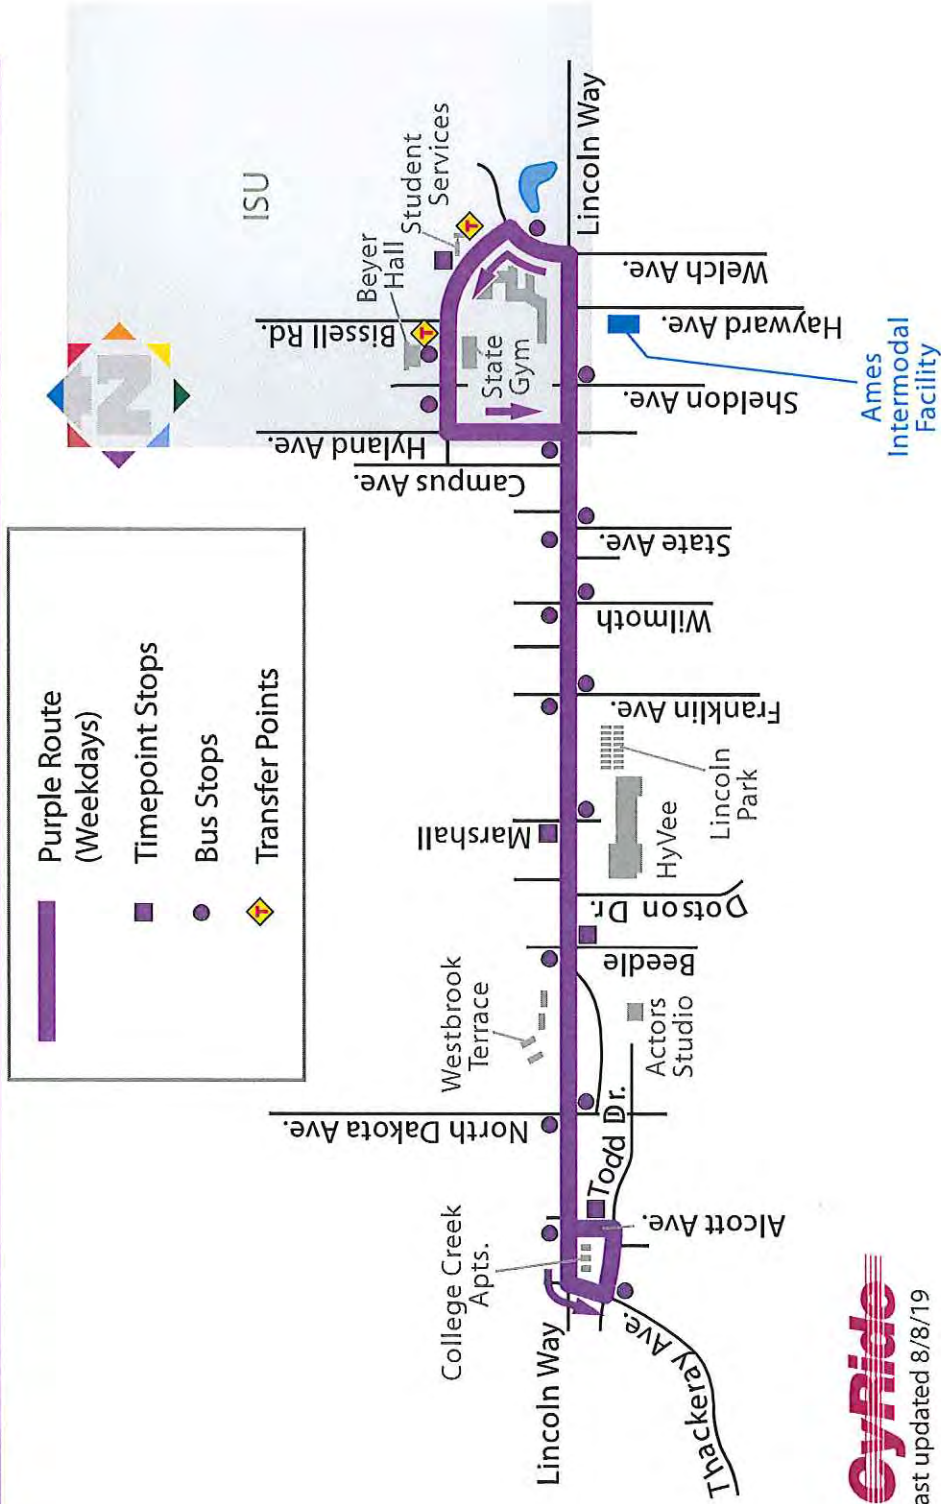 Purple Route
(Weekdays)
Timepoint Stops
Bus Stops
Transfer Points
N
ISU
Beyer
Hall
Student
Services
Bissell Rd.
State
Gym
Hyland Ave.
Campus Ave.
Lincoln Way
Welch Ave.
Hayward Ave.
Sheldon Ave.
Ames
Intermodal
Facility
State Ave.
Wilmoth
Franklin Ave.
Lincoln
Park
HyVee
Marshall
Dotson Dr.
Beedle
Westbrook
Terrace
Actors
Studio
North Dakota Ave.
Todd Dr.
Alcott Ave.
College Creek
Apts.
Lincoln Way
Thackeray Ave.
T
T
T
CyRide
ast updated 8/8/19